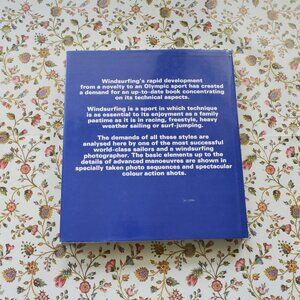 Windsurfing's rapid development
from a novelty to an Olympic sport has created
a demand for an up-to-date book concentrating
on its technical aspects.
Windsurfing is a sport in which technique
is as essential to its enjoyment as a family
pastime as it is in racing, freestyle, heavy
weather sailing or surf-jumping.
The demands of all these styles are
analysed here by one of the most successful
world-class sailors and a windsurfing
photographer. The basic elements up to the
details of advanced manoeuvres are shown in
specially taken photo sequences and spectacular
colour action shots.